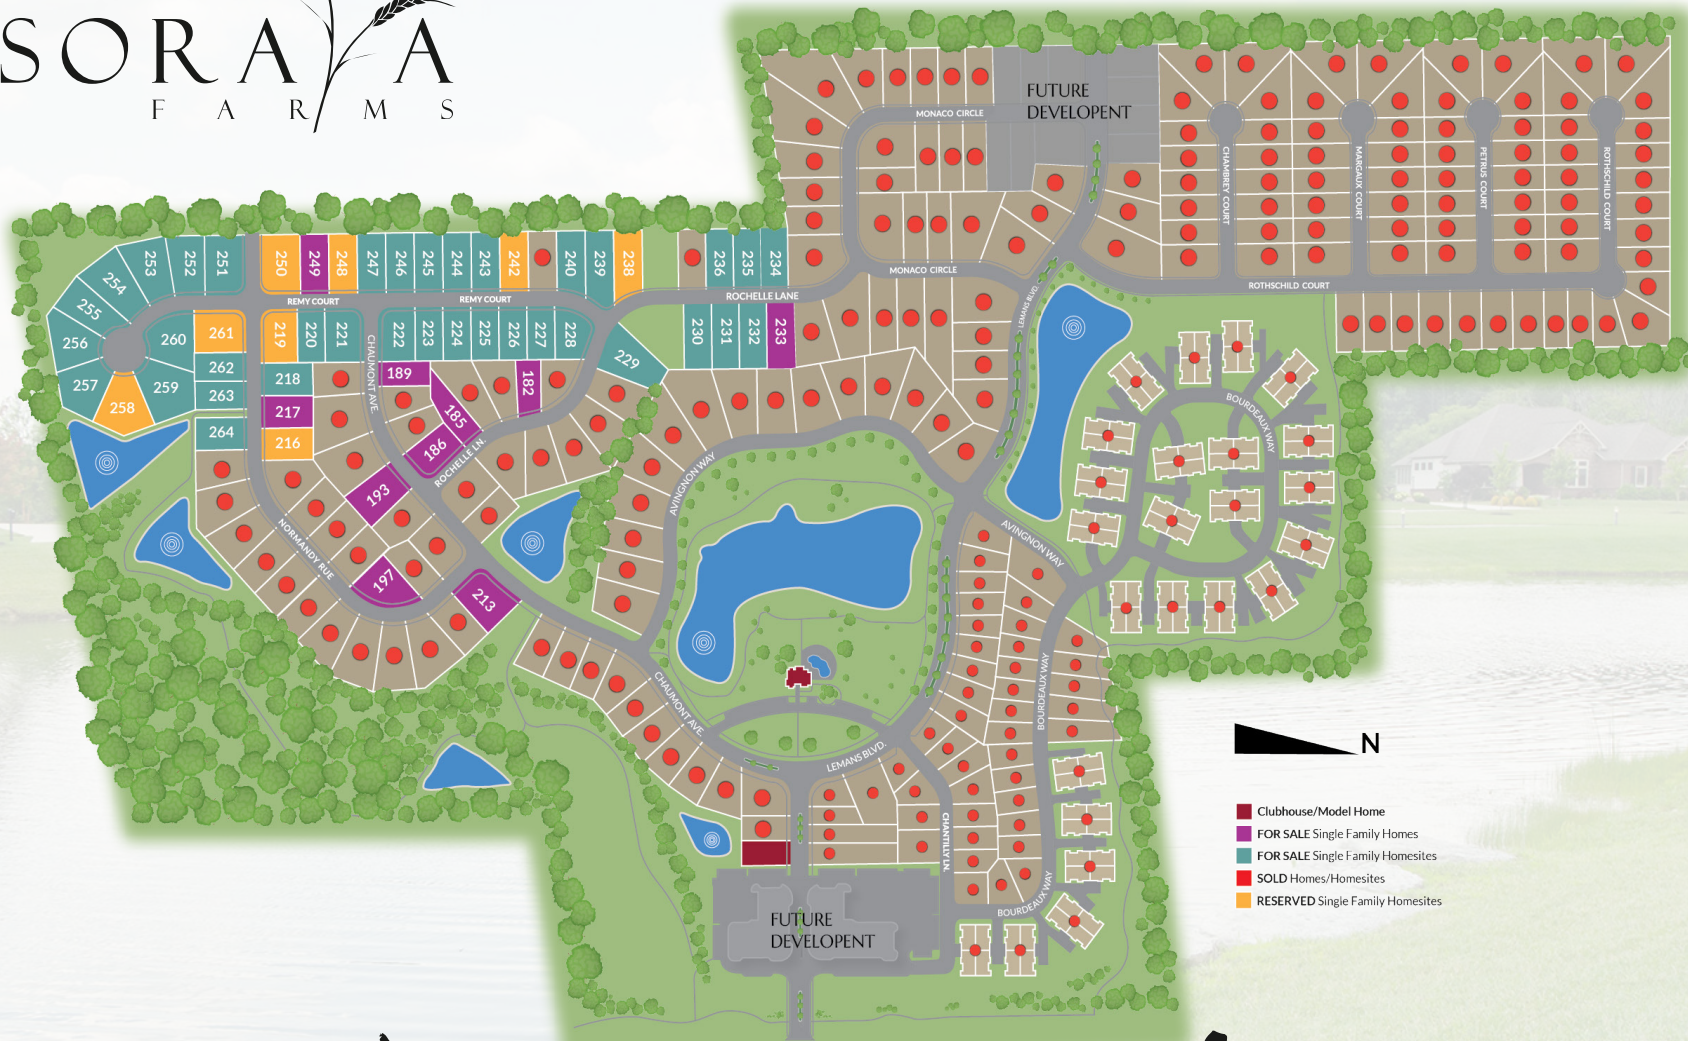 SORAYA
FARMS
FUTURE
DEVELOPENT
MONACO CIRCLE
MONACO CIRCLE
CHAMBREY COURT
MARGAUX COURT
PETRUS COURT
ROTHSCHILD COURT
ROTHSCHILD COURT
LEMANS BLVD.
254
253
252
251
250
249
248
247
246
245
244
243
242
240
239
238
236
235
234
255
256
257
258
259
260
261
262
263
264
REMY COURT
REMY COURT
ROCHELLE LANE
219
220
221
222
223
224
225
226
227
228
229
230
231
232
233
CHAUMONT AVE.
218
217
216
189
182
185
186
193
197
213
ROCHELLE LN.
NORMANDY RUE
AVINGNON WAY
AVINGNON WAY
BOURDEAUX WAY
BOURDEAUX WAY
CHAUMONT AVE.
LEMANS BLVD.
CHANTILLY LN.
BOURDEAUX WAY
FUTURE
DEVELOPENT
N
Clubhouse/Model Home
FOR SALE Single Family Homes
FOR SALE Single Family Homesites
SOLD Homes/Homesites
RESERVED Single Family Homesites